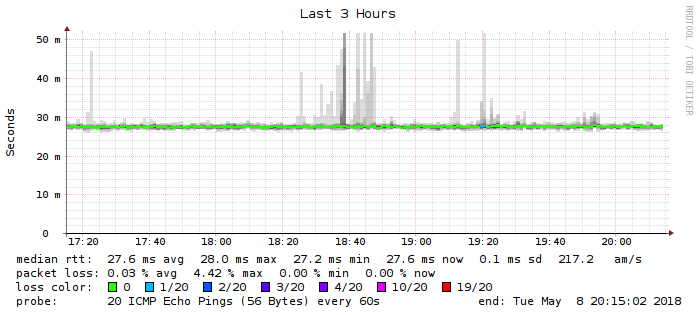 Last 3 Hours
RRDTOOL / TOBI OETIKER
Seconds
50 m
40 m
30 m
20 m
10 m
0
17:20 17:40 18:00 18:20 18:40 19:00 19:20 19:40 20:00
median rtt: 27.6 ms avg 28.0 ms max 27.2 ms min 27.6 ms now 0.1 ms sd 217.2 am/s
packet loss: 0.03 % avg 4.42 % max 0.00 % min 0.00 % now
loss color: 0 1/20 2/20 3/20 4/20 10/20 19/20
probe: 20 ICMP Echo Pings (56 Bytes) every 60s end: Tue May 8 20:15:02 2018